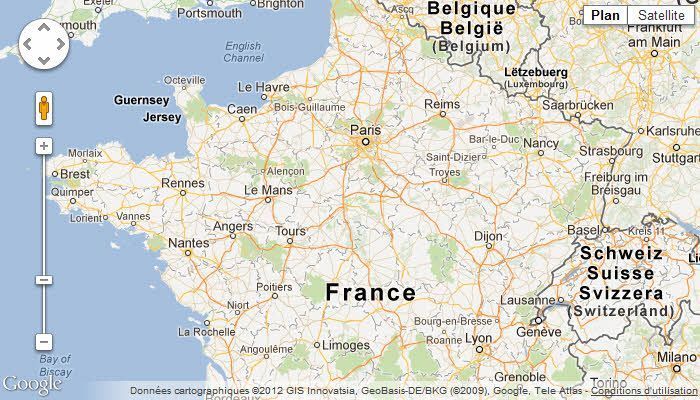 Belgique
België
(Belgium)
Plan
Satellite
Plymouth
Portsmouth
Brighton
Ascq
Frankfurt
am Main
English
Channel
Lëtzebuerg
(Luxembourg)
Octeville
Le Havre
Guernsey
Jersey
Bois-Guillaume
Caen
Reims
Saarbrücken
Paris
Karlsruhe
Bar-le-Duc
Nancy
Strasbourg
Stuttgart
Morlaix
Saint-Dizier
Brest
Alençon
Troyes
Freiburg im
Breisgau
Quimper
Rennes
Le Mans
Lorient
Vannes
Angers
Tours
Dijon
Basel
Kreis 11
Nantes
Schweiz
Suisse
Svizzera
(Switzerland)
Poitiers
France
Lausanne
Niort
La Rochelle
Bourg-en-Bresse
Genève
Roanne
Lyon
Limoges
Angoulême
Bay of
Biscay
Milano
Grenoble
Torino
Bordeaux
Google
Données cartographiques ©2012 GIS Innovatsia, GeoBasis-DE/BKG (©2009), Google, Tele Atlas - Conditions d'utilisation